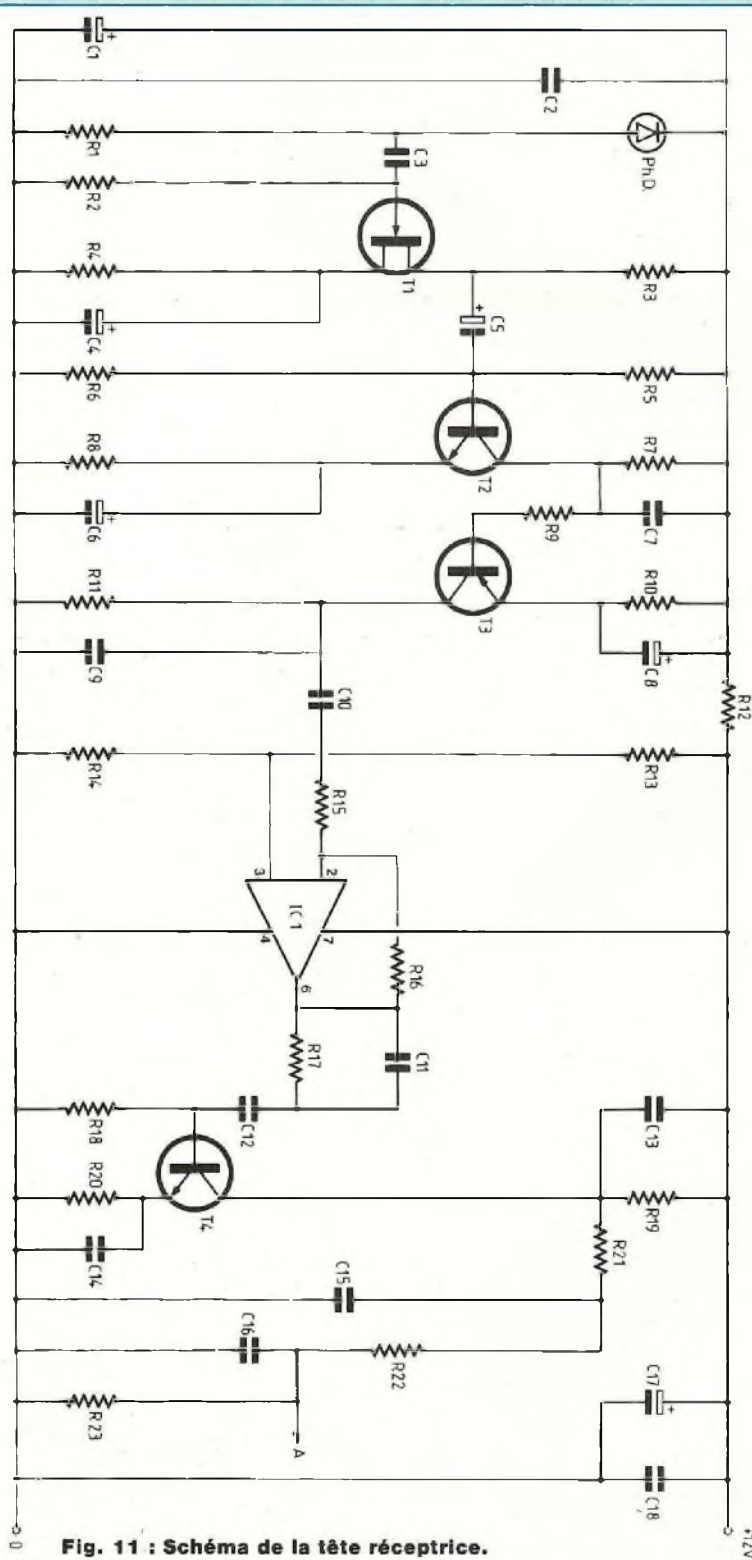 C1
C2
R1
C3
Ph.D.
R2
R4
T1
R3
C4
C5
R6
R5
R8
T2
R7
C6
R9
C7
R11
T3
R10
C9
C10
C8
R12
R14
R15
R13
3
2
IC1
4
7
6
R16
R17
C11
R18
C12
C13
R20
T4
R19
C14
R21
C15
C16
R22
R23
A
C17
C18
0
+12V
Fig. 11 : Schéma de la tête réceptrice.